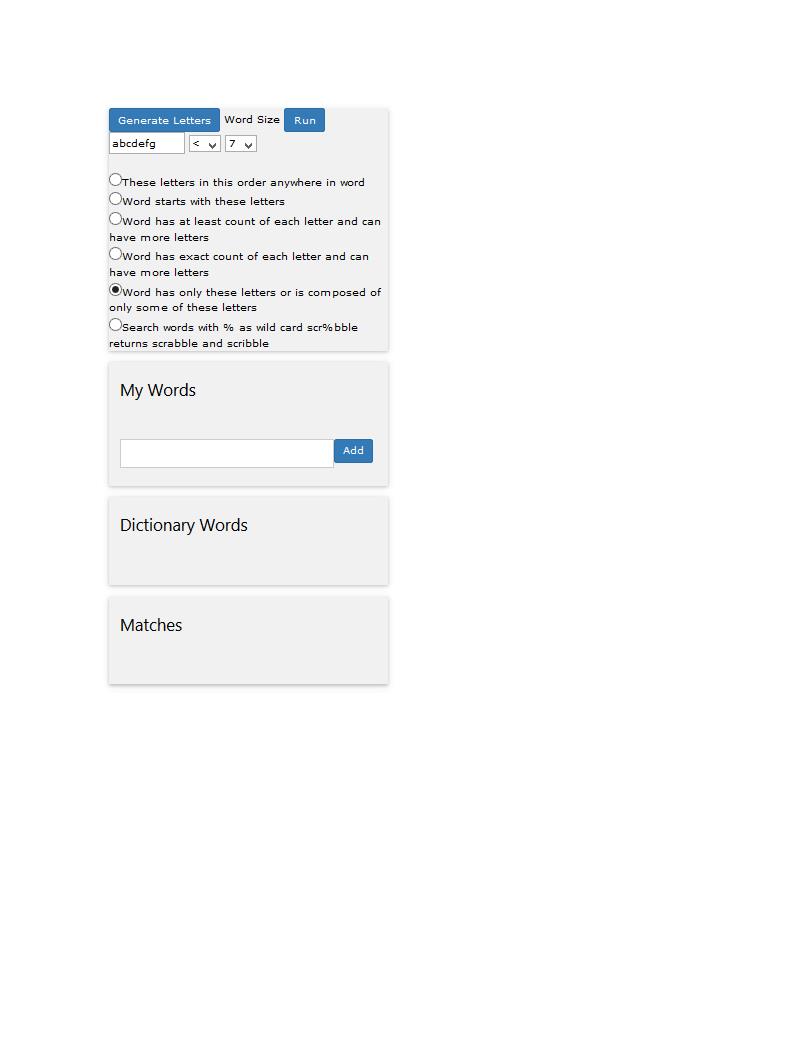 Generate Letters Word Size Run
abcdefg < 7
These letters in this order anywhere in word
Word starts with these letters
Word has at least count of each letter and can
have more letters
Word has exact count of each letter and can
have more letters
Word has only these letters or is composed of
only some of these letters
Search words with % as wild card scr%bble
returns scrabble and scribble
My Words
Add
Dictionary Words
Matches